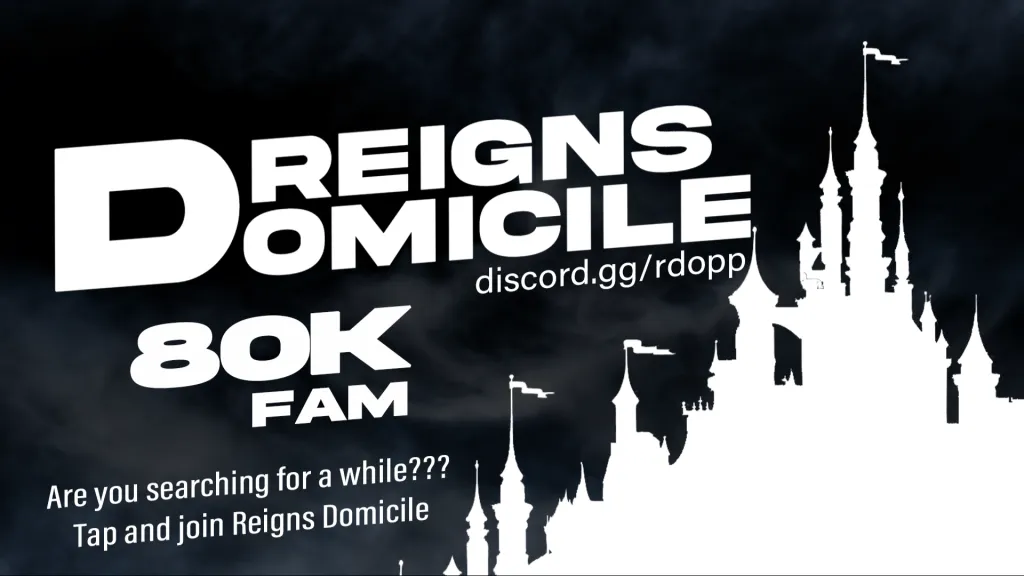 REIGNS
DOMICILE
discord.gg/rdopp
80K
FAM
Are you searching for a while???
Tap and join Reigns Domicile